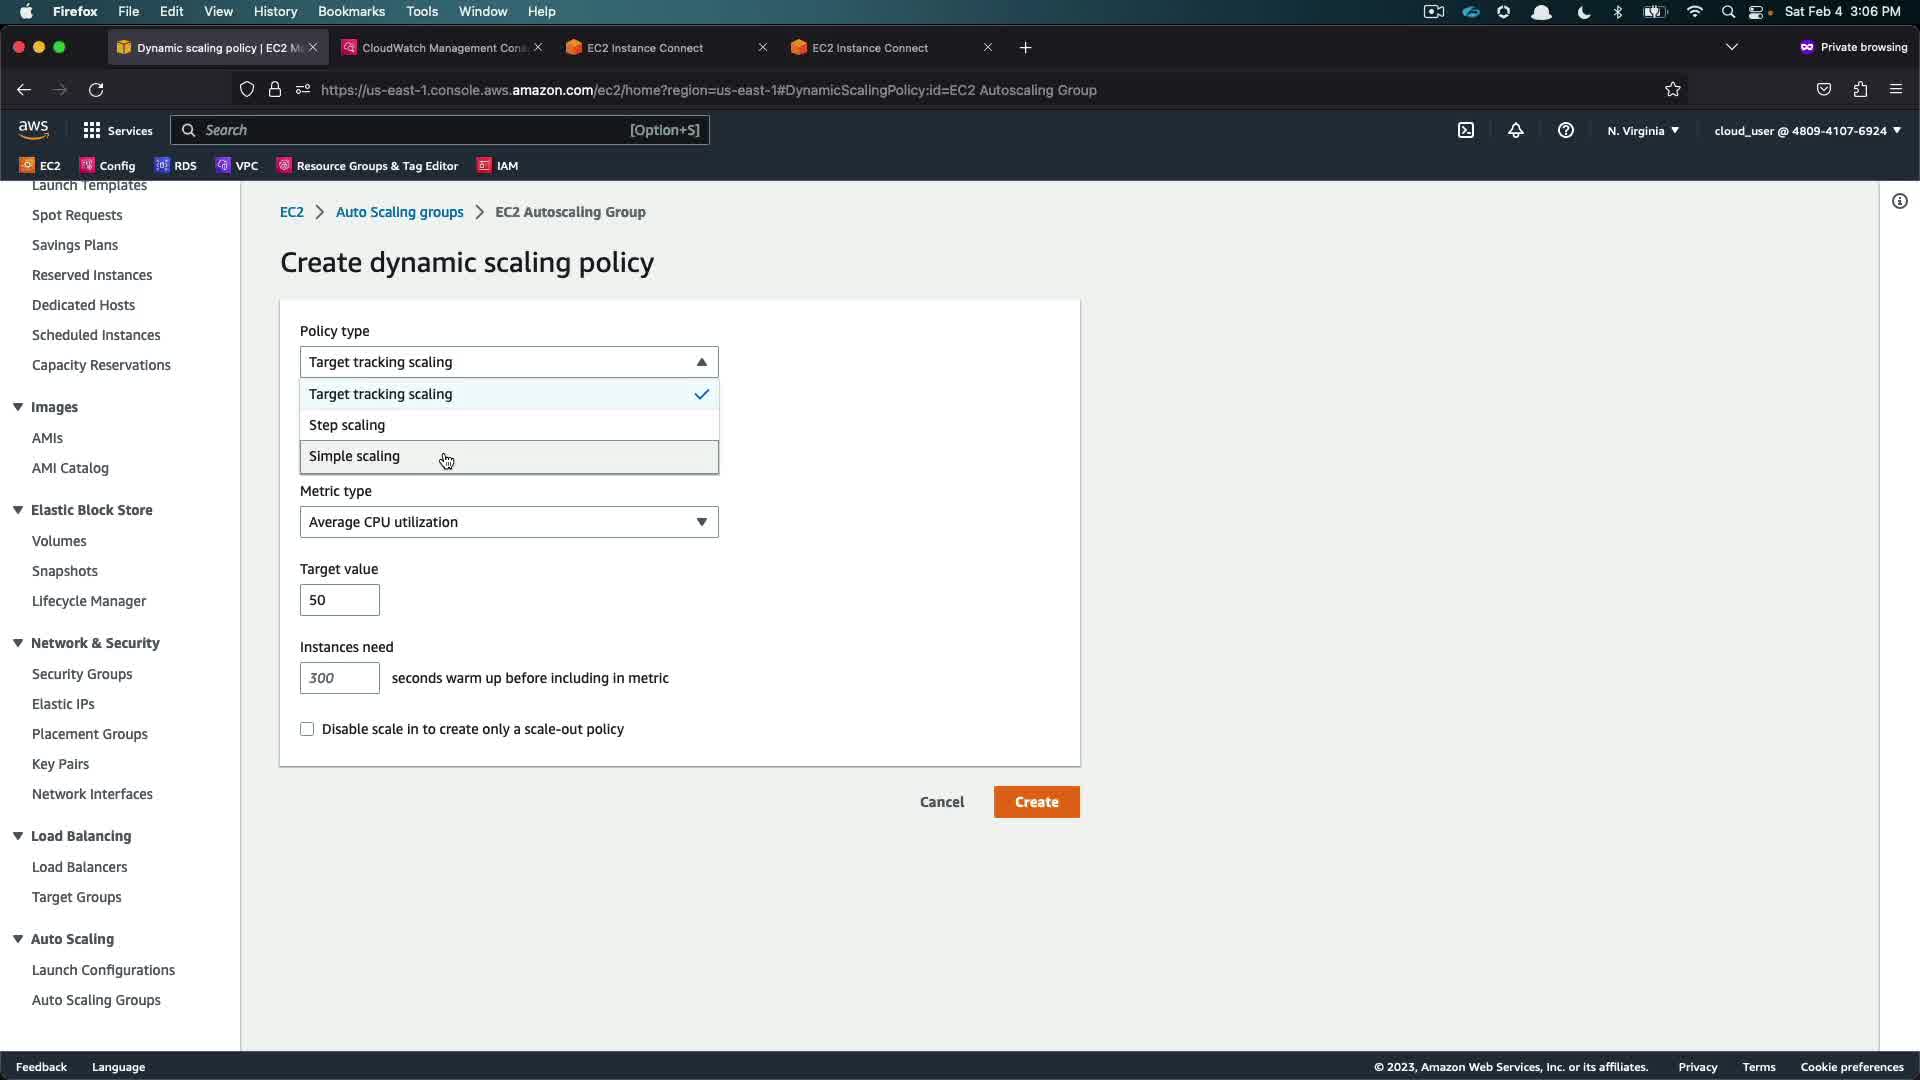 Firefox File Edit View History Bookmarks Tools Window Help
Sat Feb 4 3:06 PM
Dynamic scaling policy | EC2 M
CloudWatch Management Con
EC2 Instance Connect
EC2 Instance Connect
Private browsing
https://us-east-1.console.aws.amazon.com/ec2/home?region=us-east-1#DynamicScalingPolicy:id=EC2 Autoscaling Group
aws
Services
Search
[Option+S]
N. Virginia
cloud_user @ 4809-4107-6924
EC2
Config
RDS
VPC
Resource Groups & Tag Editor
IAM
Launch Templates
Spot Requests
Savings Plans
Reserved Instances
Dedicated Hosts
Scheduled Instances
Capacity Reservations
Images
AMIs
AMI Catalog
Elastic Block Store
Volumes
Snapshots
Lifecycle Manager
Network & Security
Security Groups
Elastic IPs
Placement Groups
Key Pairs
Network Interfaces
Load Balancing
Load Balancers
Target Groups
Auto Scaling
Launch Configurations
Auto Scaling Groups
EC2 > Auto Scaling groups > EC2 Autoscaling Group
Create dynamic scaling policy
Policy type
Target tracking scaling
Target tracking scaling
Step scaling
Simple scaling
Metric type
Average CPU utilization
Target value
50
Instances need
300 seconds warm up before including in metric
Disable scale in to create only a scale-out policy
Cancel
Create
Feedback
Language
© 2023, Amazon Web Services, Inc. or its affiliates.
Privacy
Terms
Cookie preferences